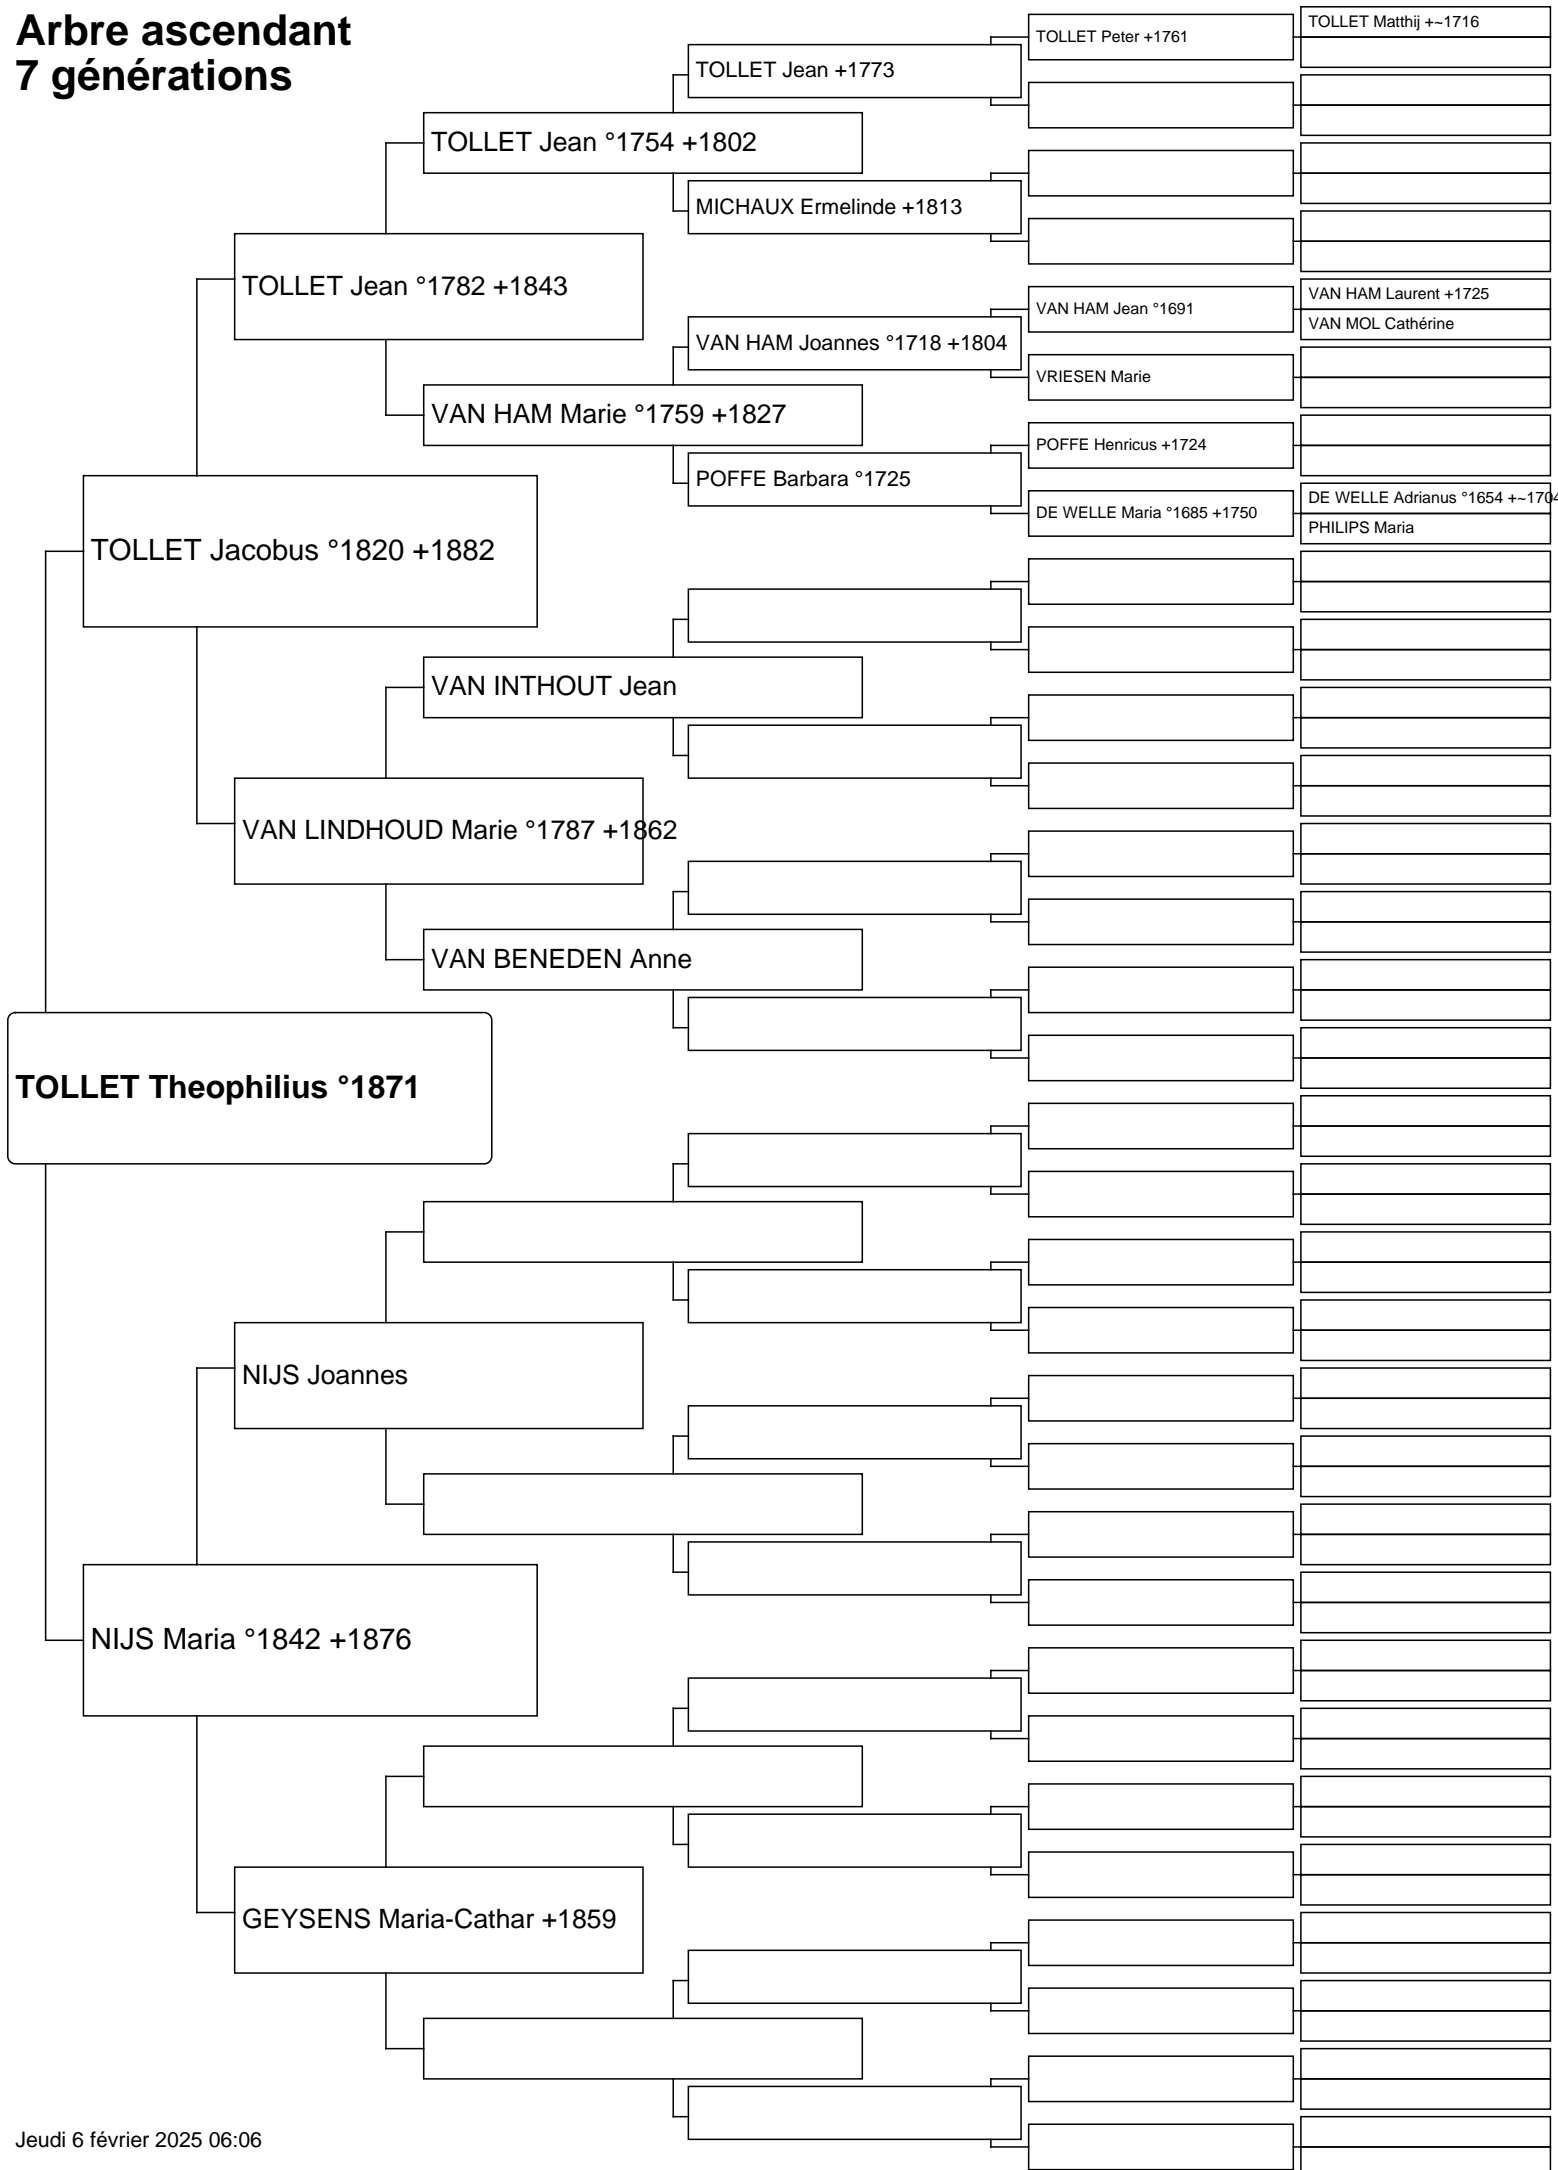 Arbre ascendant
7 générations
TOLLET Matthij +~1716
TOLLET Peter +1761
TOLLET Jean +1773
TOLLET Jean °1754 +1802
MICHAUX Ermelinde +1813
TOLLET Jean °1782 +1843
VAN HAM Laurent +1725
VAN HAM Jean °1691
VAN MOL Cathérine
VAN HAM Joannes °1718 +1804
VRIESEN Marie
VAN HAM Marie °1759 +1827
POFFE Henricus +1724
POFFE Barbara °1725
DE WELLE Adrianus °1654 +~1704
DE WELLE Maria °1685 +1750
PHILIPS Maria
TOLLET Jacobus °1820 +1882
VAN INTHOUT Jean
VAN LINDHOUD Marie °1787 +1862
VAN BENEDEN Anne
TOLLET Theophilius °1871
NIJS Joannes
NIJS Maria °1842 +1876
GEYSENS Maria-Cathar +1859
Jeudi 6 février 2025 06:06